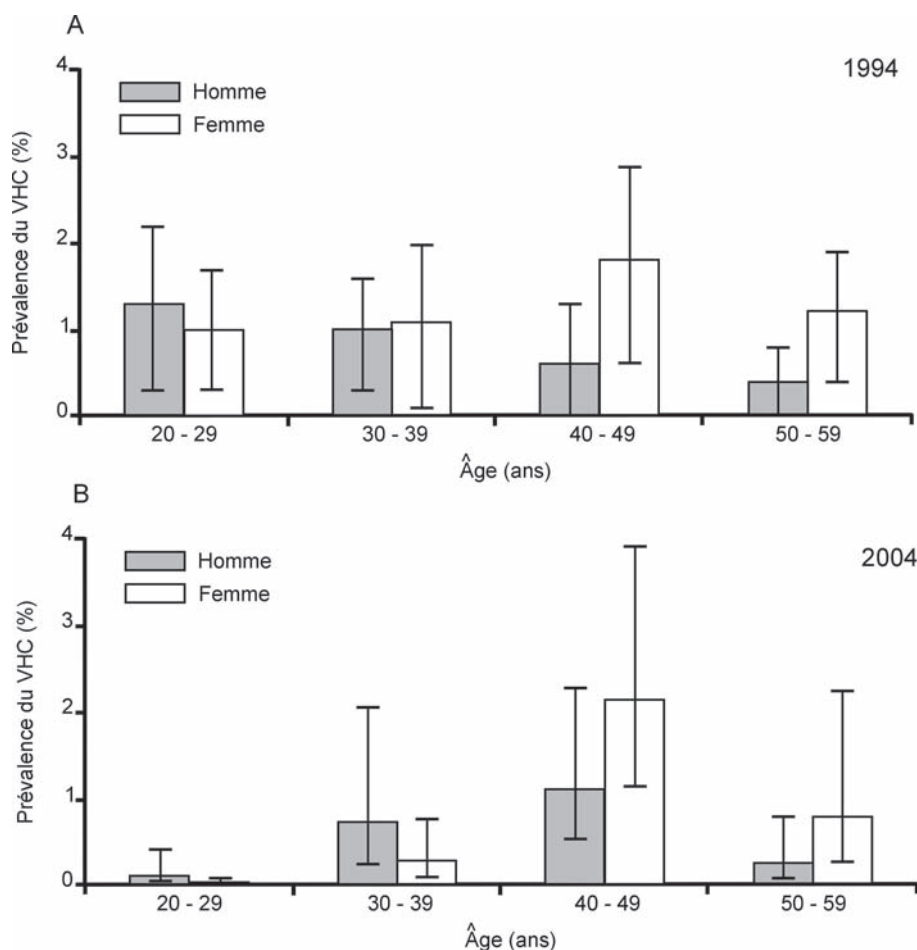 A
1994
Prévalence du VHC (%)
4
3
2
1
0
Homme
Femme
20 - 29
30 - 39
40 - 49
50 - 59
Âge (ans)
B
2004
Prévalence du VHC (%)
4
3
2
1
0
Homme
Femme
20 - 29
30 - 39
40 - 49
50 - 59
Âge (ans)